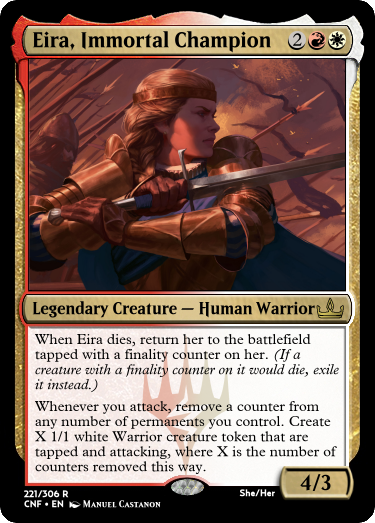 Eira, Immortal Champion 2
Legendary Creature — Human Warrior
When Eira dies, return her to the battlefield
tapped with a finality counter on her. (If a
creature with a finality counter on it would die, exile
it instead.)
Whenever you attack, remove a counter from
any number of permanents you control. Create
X 1/1 white Warrior creature token that are
tapped and attacking, where X is the number of
counters removed this way.
4/3
221/306 R
She/Her
CNF • EN Manuel Castanon